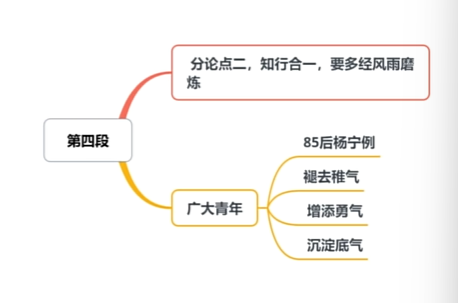 第四段
分论点二，知行合一，要多经风雨磨
炼
广大青年
85后杨宁例
褪去稚气
增添勇气
沉淀底气